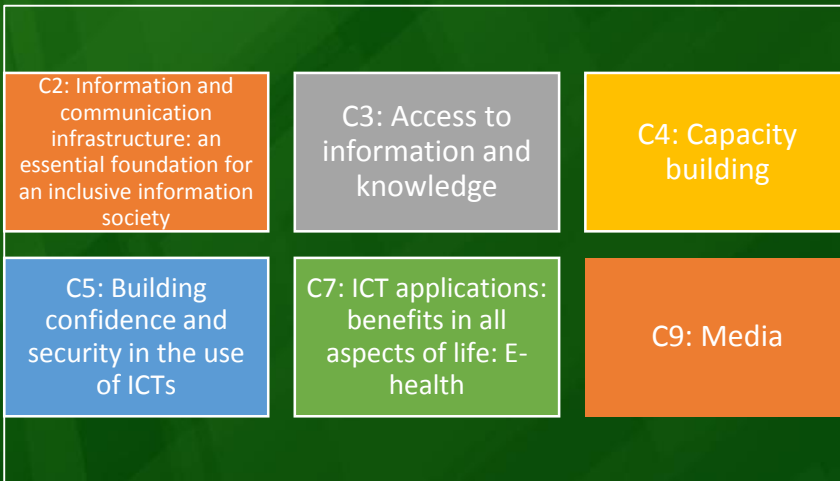 C2: Information and
communication
infrastructure: an
essential foundation for
an inclusive information
society
C3: Access to
information and
knowledge
C4: Capacity
building
C5: Building
confidence and
security in the use
of ICTs
C7: ICT applications:
benefits in all
aspects of life: E-
health
C9: Media